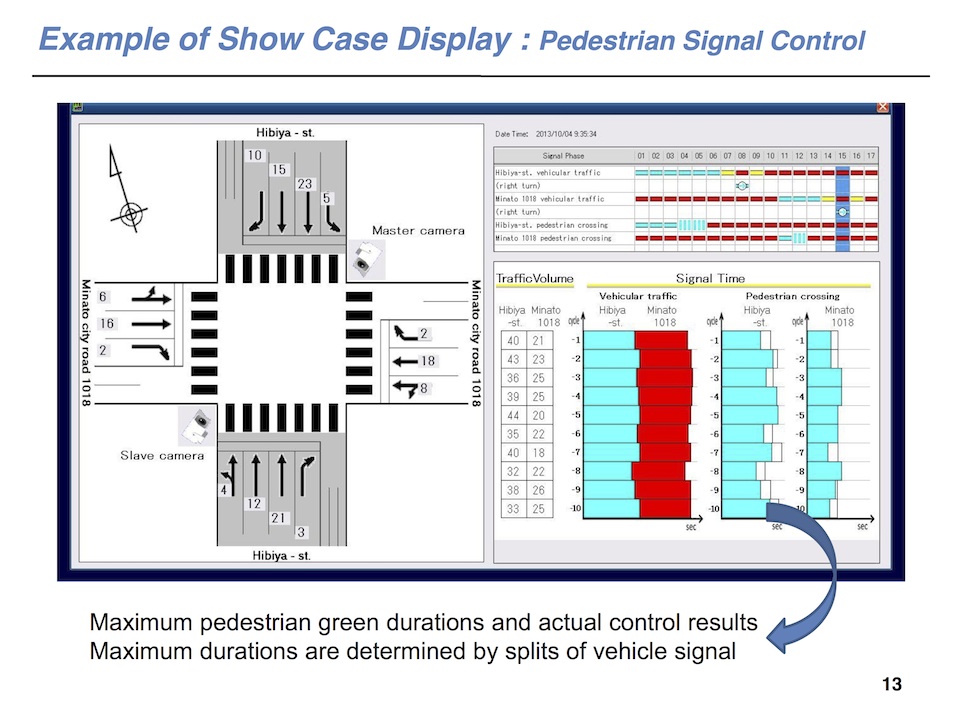 Example of Show Case Display : Pedestrian Signal Control
Hibiya - st.
10
15
23
5
Master camera
Minato city road 1018
6
16
2
Minato city road 1018
2
18
8
Slave camera
4
12
21
3
Hibiya - st.
Date Time: 2013/10/04 9:35:34
Signal Phase 01 02 03 04 05 06 07 08 09 10 11 12 13 14 15 16 17
Hibiya-st. vehicular traffic
(right turn)
Minato 1018 vehicular traffic
(right turn)
Hibiya-st. pedestrian crossing
Minato 1018 pedestrian crossing
TrafficVolume Signal Time
Vehicular traffic Pedestrian crossing
Hibiya Minato Hibiya Minato Hibiya Minato
-st. 1018 cycle -st. 1018 cycle -st. cycle 1018
40 21 -1 -1 -1
43 23 -2 -2 -2
36 25 -3 -3 -3
39 25 -4 -4 -4
44 20 -5 -5 -5
35 22 -6 -6 -6
40 18 -7 -7 -7
32 22 -8 -8 -8
38 26 -9 -9 -9
33 25 -10 -10 10
sec sec sec
Maximum pedestrian green durations and actual control results
Maximum durations are determined by splits of vehicle signal
13